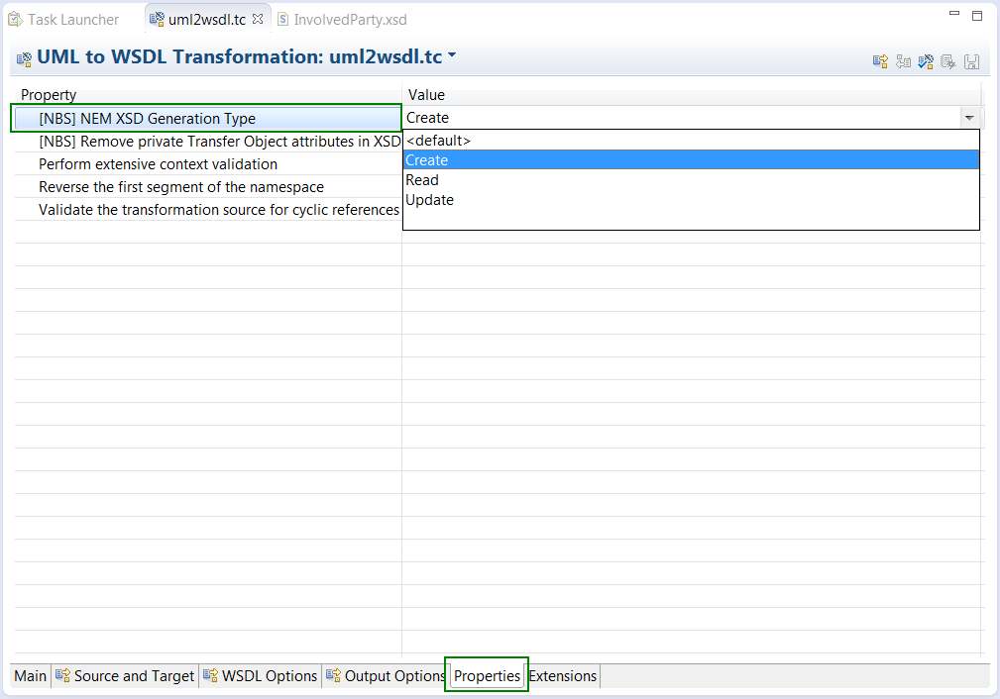 Task Launcher uml2wsdl.tc InvolvedParty.xsd
UML to WSDL Transformation: uml2wsdl.tc
Property Value
[NBS] NEM XSD Generation Type Create
[NBS] Remove private Transfer Object attributes in XSD <default>
Perform extensive context validation Create
Reverse the first segment of the namespace Read
Validate the transformation source for cyclic references Update
Main Source and Target WSDL Options Output Options Properties Extensions